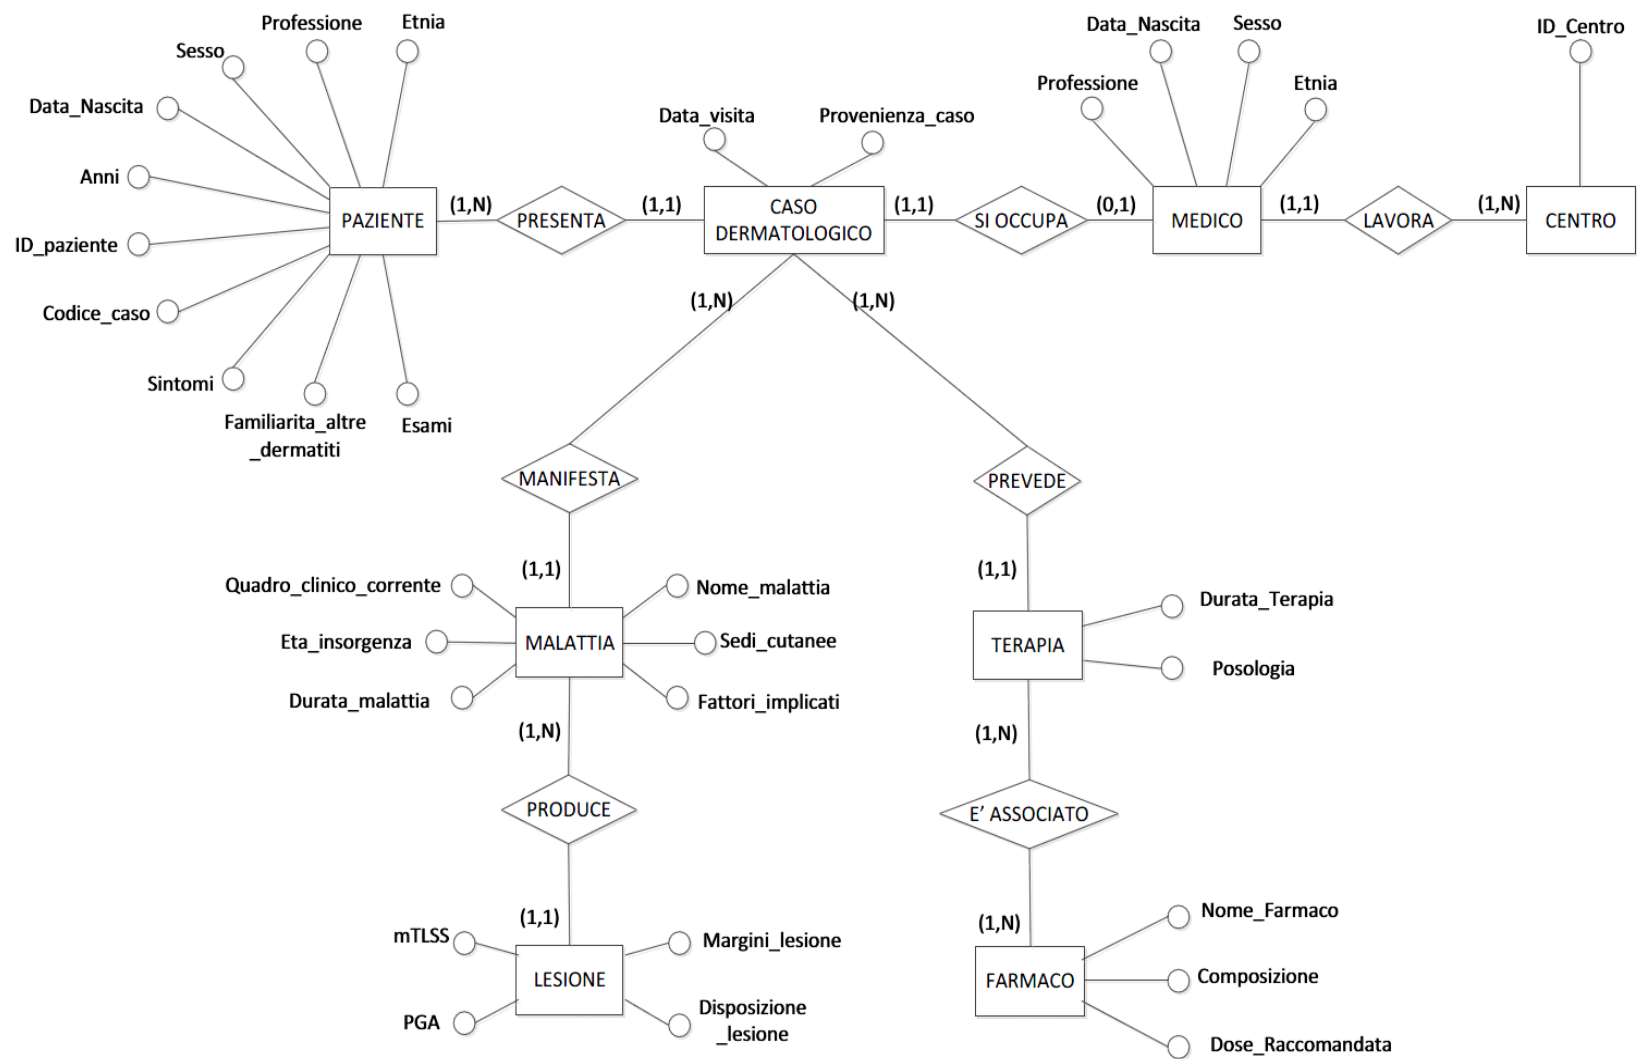 Etnia
Professione
Sesso
Data_Nascita
Anni
ID_paziente
Codice_caso
Sintomi
Familiarita_altre
_dermatiti
Esami
PAZIENTE
(1,N)
PRESENTA
(1,1)
Data_visita
Provenienza_caso
CASO
DERMATOLOGICO
(1,1)
SI OCCUPA
(0,1)
Data_Nascita
Sesso
Professione
Etnia
MEDICO
(1,1)
LAVORA
(1,N)
ID_Centro
CENTRO
(1,N)
(1,N)
MANIFESTA
PREVEDE
(1,1)
Quadro_clinico_corrente
Nome_malattia
Eta_insorgenza
MALATTIA
Sedi_cutanee
Durata_malattia
Fattori_implicati
(1,N)
PRODUCE
(1,1)
mTLSS
Margini_lesione
LESIONE
PGA
Disposizione
_lesione
(1,1)
Durata_Terapia
TERAPIA
Posologia
(1,N)
E' ASSOCIATO
(1,N)
Nome_Farmaco
FARMACO
Composizione
Dose_Raccomandata